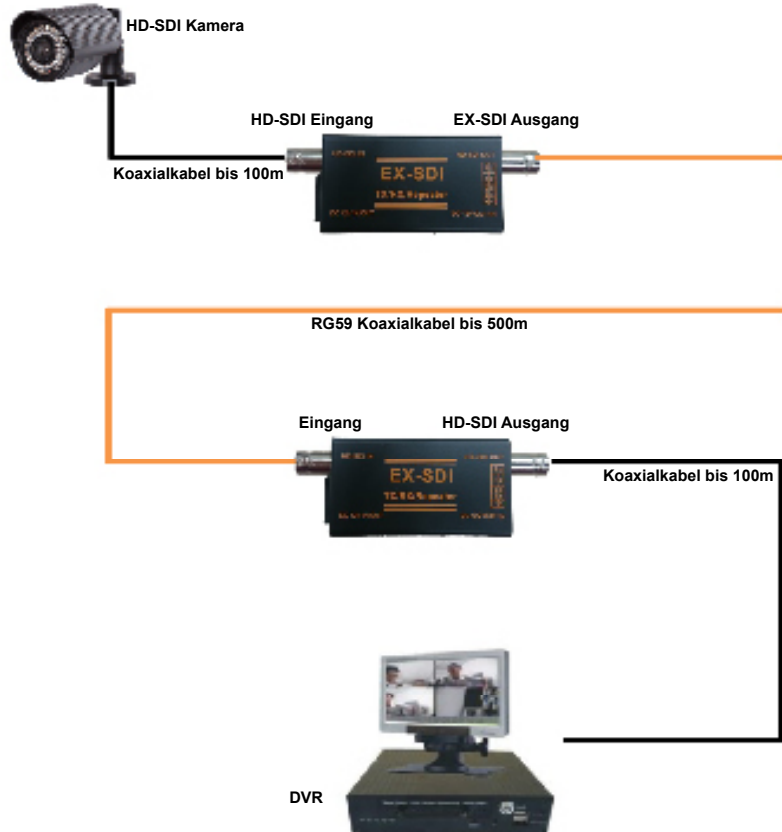 HD-SDI Kamera
HD-SDI Eingang
EX-SDI Ausgang
Koaxialkabel bis 100m
EX-SDI
RG59 Koaxialkabel bis 500m
Eingang
HD-SDI Ausgang
EX-SDI
Koaxialkabel bis 100m
DVR